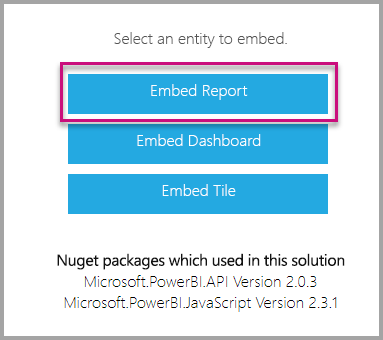 Select an entity to embed.
Embed Report
Embed Dashboard
Embed Tile
Nuget packages which used in this solution
Microsoft.PowerBI.API Version 2.0.3
Microsoft.PowerBI.JavaScript Version 2.3.1